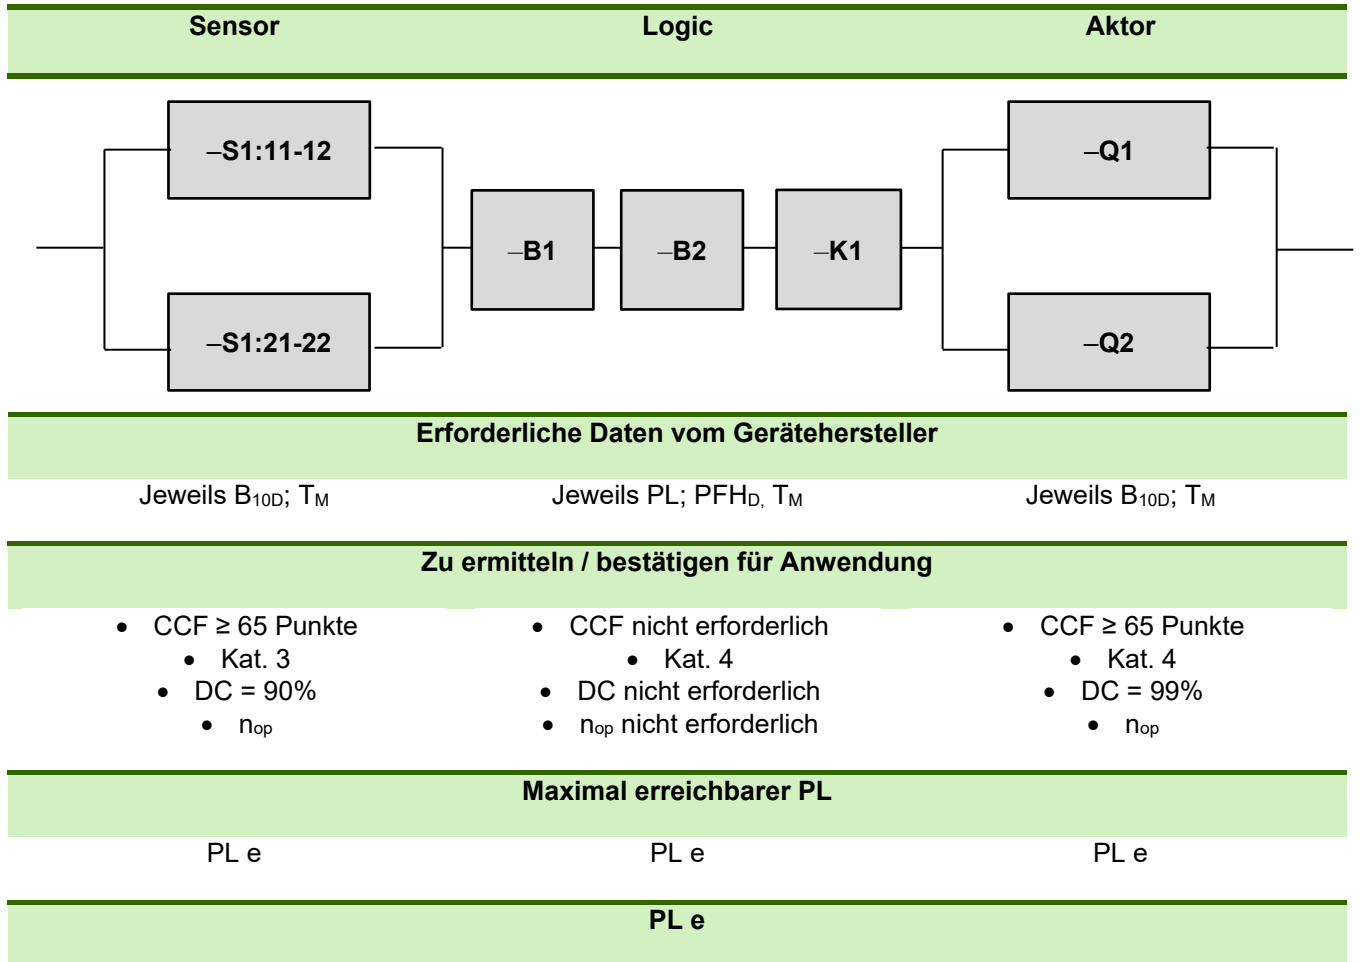 Sensor Logic Aktor
–S1:11-12 –Q1
–B1 –B2 –K1
–S1:21-22 –Q2
Erforderliche Daten vom Gerätehersteller
Jeweils B10D; TM Jeweils PL; PFHD, TM Jeweils B10D; TM
Zu ermitteln / bestätigen für Anwendung
• CCF ≥ 65 Punkte • CCF nicht erforderlich • CCF ≥ 65 Punkte
• Kat. 3 • Kat. 4 • Kat. 4
• DC = 90% • DC nicht erforderlich • DC = 99%
• nop • nop nicht erforderlich • nop
Maximal erreichbarer PL
PL e PL e PL e
PL e